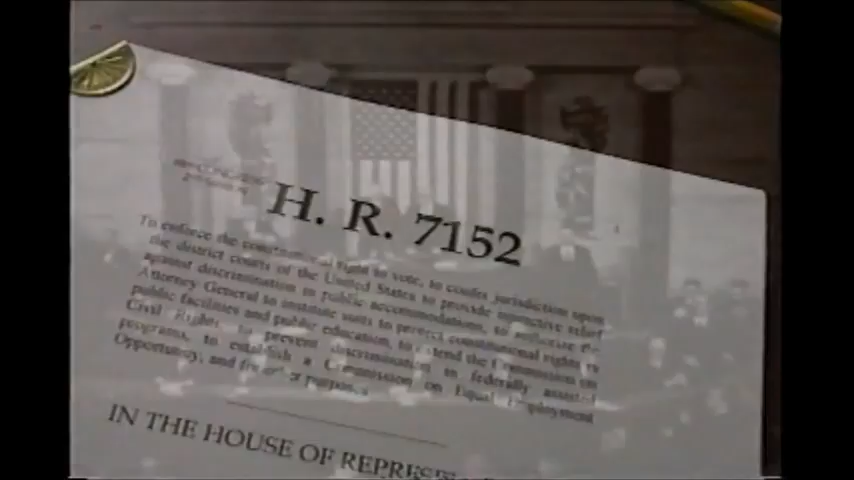 CONGRESS
H. R. 7152
To enforce the constitutional right to vote, to confer jurisdiction upon
the district courts of the United States to provide injunctive relief
against discrimination in public accommodations, to authorize the
Attorney General to institute suits to protect constitutional rights in
public facilities and public education, to extend the Commission on
Civil Rights, to prevent discrimination in federally assisted
programs, to establish a Commission on Equal Employment
Opportunity, and for other purposes.
IN THE HOUSE OF REPRESE